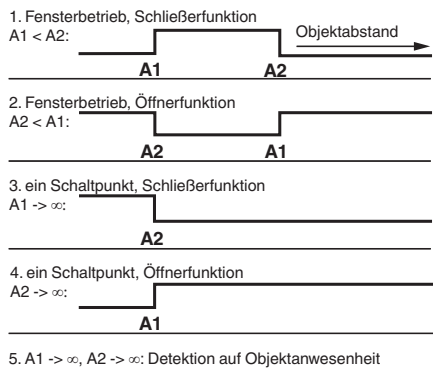 1. Fensterbetrieb, Schließerfunktion
A1 < A2:
Objektabstand
A1 A2
2. Fensterbetrieb, Öffnerfunktion
A2 < A1:
A2 A1
3. ein Schaltpunkt, Schließerfunktion
A1 -> ∞:
A2
4. ein Schaltpunkt, Öffnerfunktion
A2 -> ∞:
A1
5. A1 -> ∞, A2 -> ∞: Detektion auf Objektanwesenheit